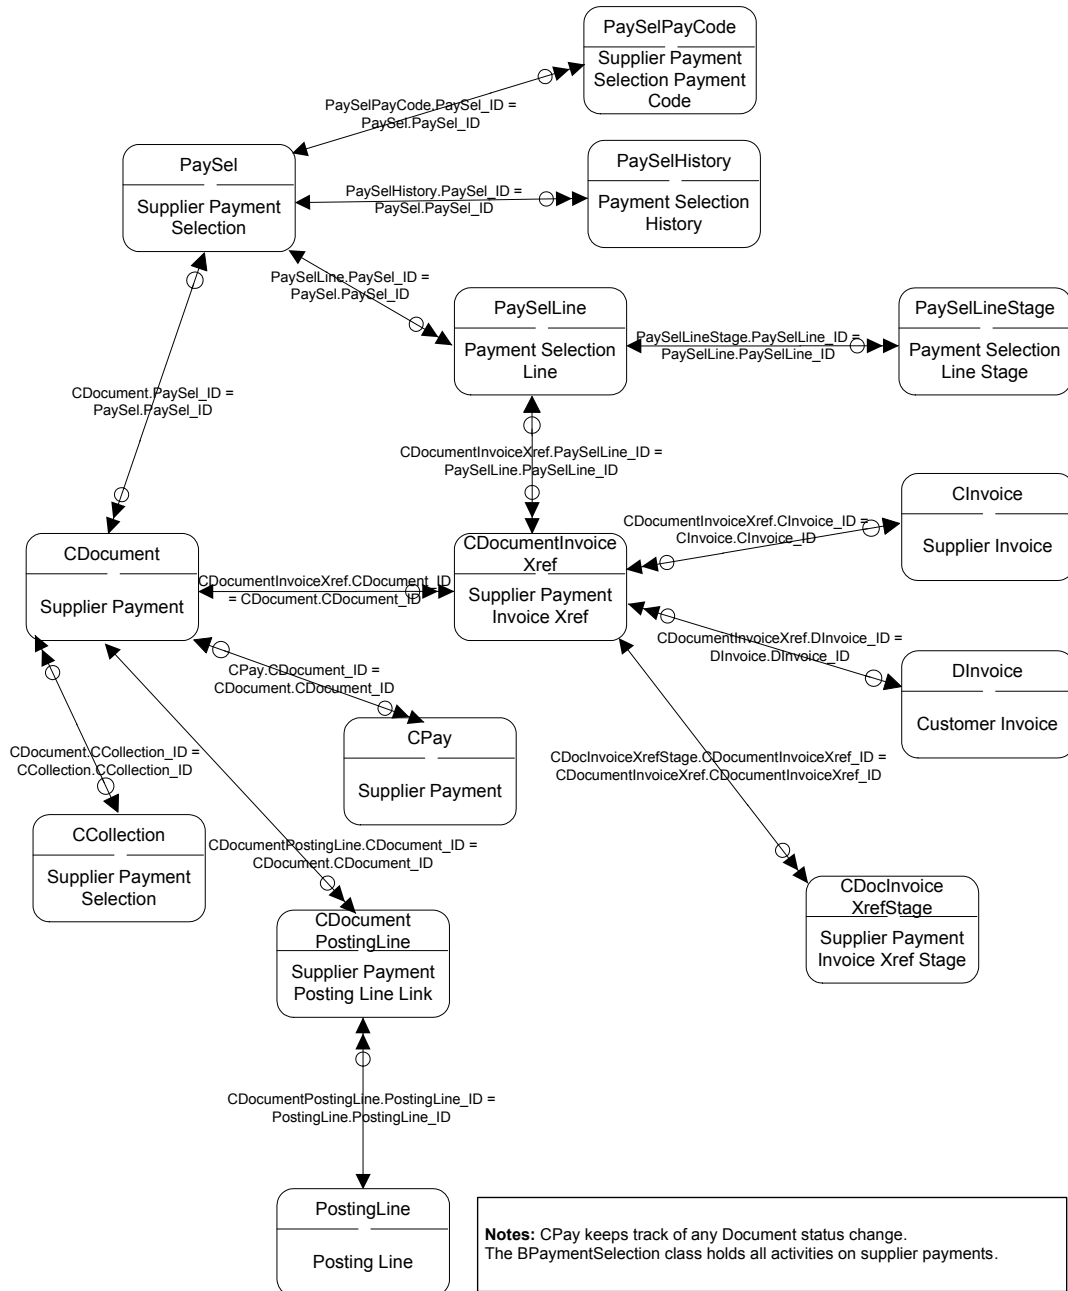 PaySelPayCode
Supplier Payment
Selection Payment
Code
PaySelPayCode.PaySel_ID =
PaySel.PaySel_ID
PaySel
Supplier Payment
Selection
PaySelHistory
Payment Selection
History
PaySelHistory.PaySel_ID =
PaySel.PaySel_ID
PaySelLine.PaySel_ID =
PaySel.PaySel_ID
PaySelLine
Payment Selection
Line
PaySelLineStage.PaySelLine_ID =
PaySelLine.PaySelLine_ID
PaySelLineStage
Payment Selection
Line Stage
CDocument.PaySel_ID =
PaySel.PaySel_ID
CDocumentInvoiceXref.PaySelLine_ID =
PaySelLine.PaySelLine_ID
CInvoice
Supplier Invoice
CDocumentInvoiceXref.CInvoice_ID =
CInvoice.CInvoice_ID
CDocument
Supplier Payment
CDocumentInvoiceXref.CDocument_ID
= CDocument.CDocument_ID
CDocumentInvoice
Xref
Supplier Payment
Invoice Xref
CDocumentInvoiceXref.DInvoice_ID =
DInvoice.DInvoice_ID
DInvoice
Customer Invoice
CPay.CDocument_ID =
CDocument.CDocument_ID
CPay
Supplier Payment
CDocument.CCollection_ID =
CCollection.CCollection_ID
CDocInvoiceXrefStage.CDocumentInvoiceXref_ID =
CDocumentInvoiceXref.CDocumentInvoiceXref_ID
CCollection
Supplier Payment
Selection
CDocumentPostingLine.CDocument_ID =
CDocument.CDocument_ID
CDocInvoice
XrefStage
Supplier Payment
Invoice Xref Stage
CDocument
PostingLine
Supplier Payment
Posting Line Link
CDocumentPostingLine.PostingLine_ID =
PostingLine.PostingLine_ID
PostingLine
Posting Line
Notes: CPay keeps track of any Document status change.
The BPaymentSelection class holds all activities on supplier payments.